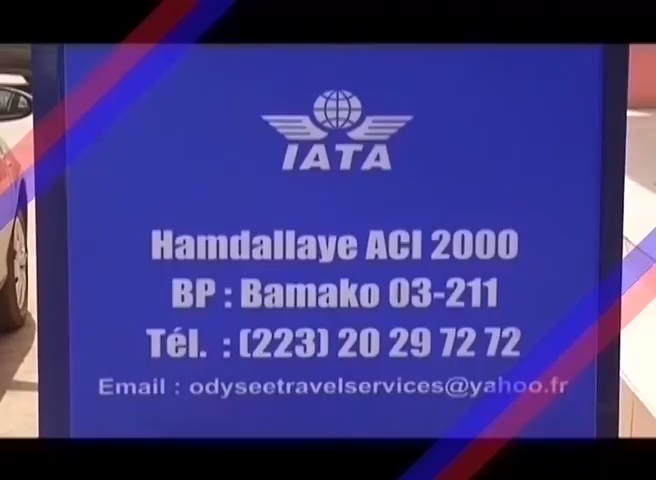 IATA
Hamdallaye ACI 2000
BP : Bamako 03-211
Tél. : (223) 20 29 72 72
Email : odyseetravelservices@yahoo.fr